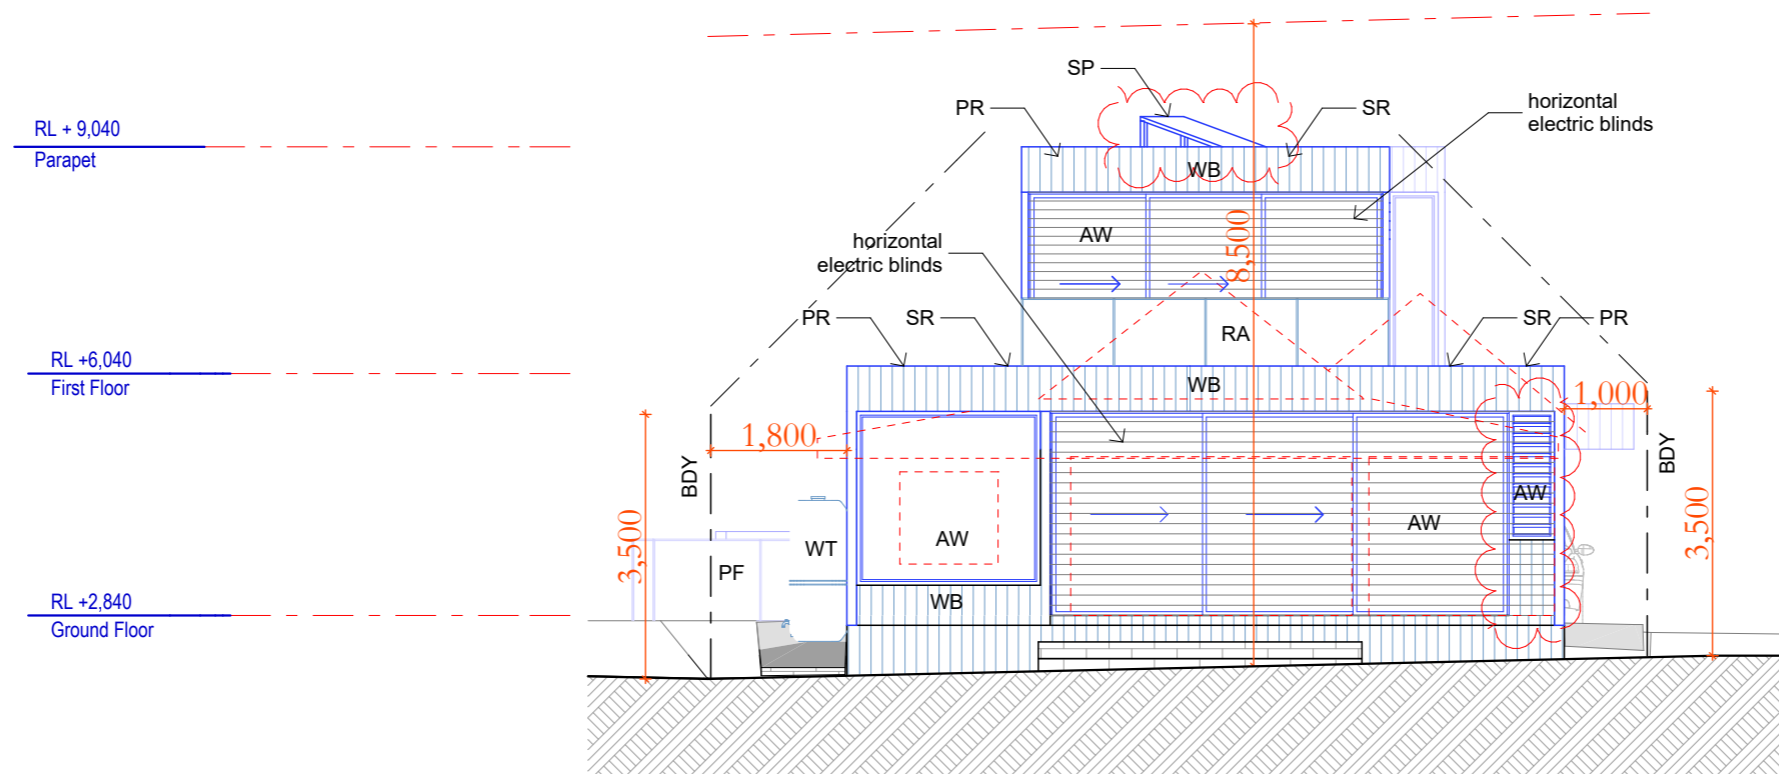 SP
PR
SR
horizontal
electric blinds
RL + 9,040
Parapet
WB
AW
8,500
horizontal
electric blinds
PR
SR
RA
SR
PR
RL +6,040
First Floor
WB
1,000
1,800
BDY
BDY
AW
AW
AW
3,500
WT
PF
3,500
RL +2,840
Ground Floor
WB